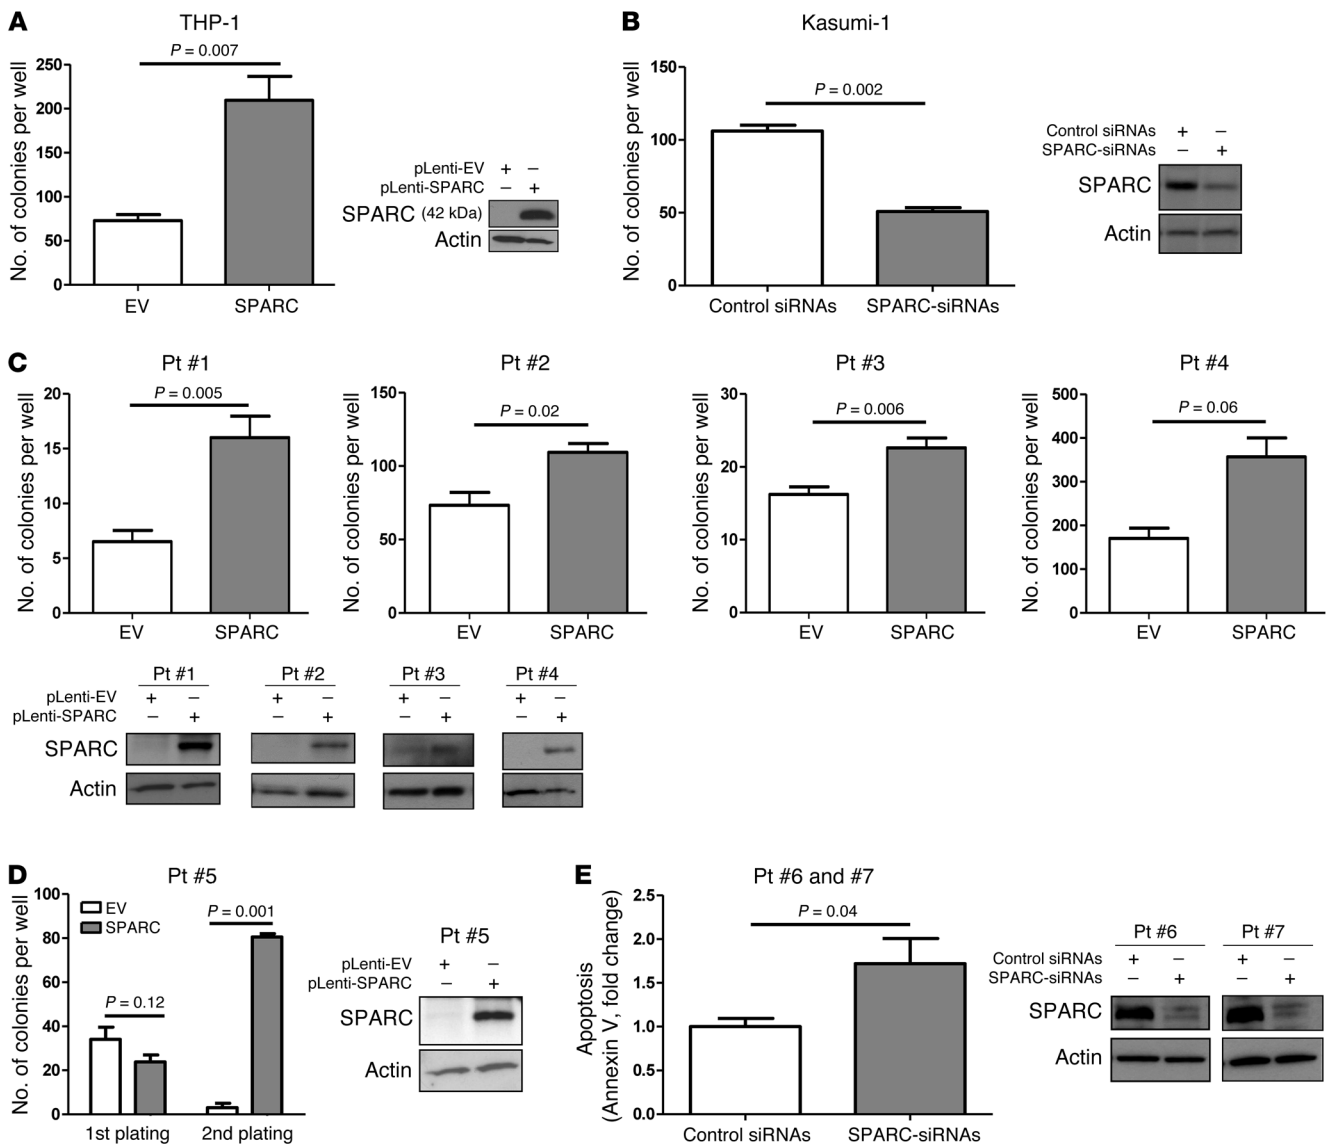 A
THP-1
P = 0.007
No. of colonies per well
250
200
150
100
50
0
EV
SPARC
pLenti-EV + –
pLenti-SPARC – +
SPARC (42 kDa)
Actin
B
Kasumi-1
P = 0.002
No. of colonies per well
150
100
50
0
Control siRNAs
SPARC-siRNAs
Control siRNAs + –
SPARC-siRNAs – +
SPARC
Actin
C
Pt #1
P = 0.005
No. of colonies per well
20
15
10
5
0
EV
SPARC
Pt #2
P = 0.02
No. of colonies per well
150
100
50
0
EV
SPARC
Pt #3
P = 0.006
No. of colonies per well
30
20
10
0
EV
SPARC
Pt #4
P = 0.06
No. of colonies per well
500
400
300
200
100
0
EV
SPARC
Pt #1 Pt #2 Pt #3 Pt #4
pLenti-EV + – + – + – + –
pLenti-SPARC – + – + – + – +
SPARC
Actin
D
Pt #5
No. of colonies per well
100
80
60
40
20
0
EV
SPARC
P = 0.12
P = 0.001
1st plating
2nd plating
Pt #5
pLenti-EV + –
pLenti-SPARC – +
SPARC
Actin
E
Pt #6 and #7
P = 0.04
Apoptosis
(Annexin V, fold change)
2.5
2.0
1.5
1.0
0.5
0.0
Control siRNAs
SPARC-siRNAs
Pt #6 Pt #7
Control siRNAs + – + –
SPARC-siRNAs – + – +
SPARC
Actin